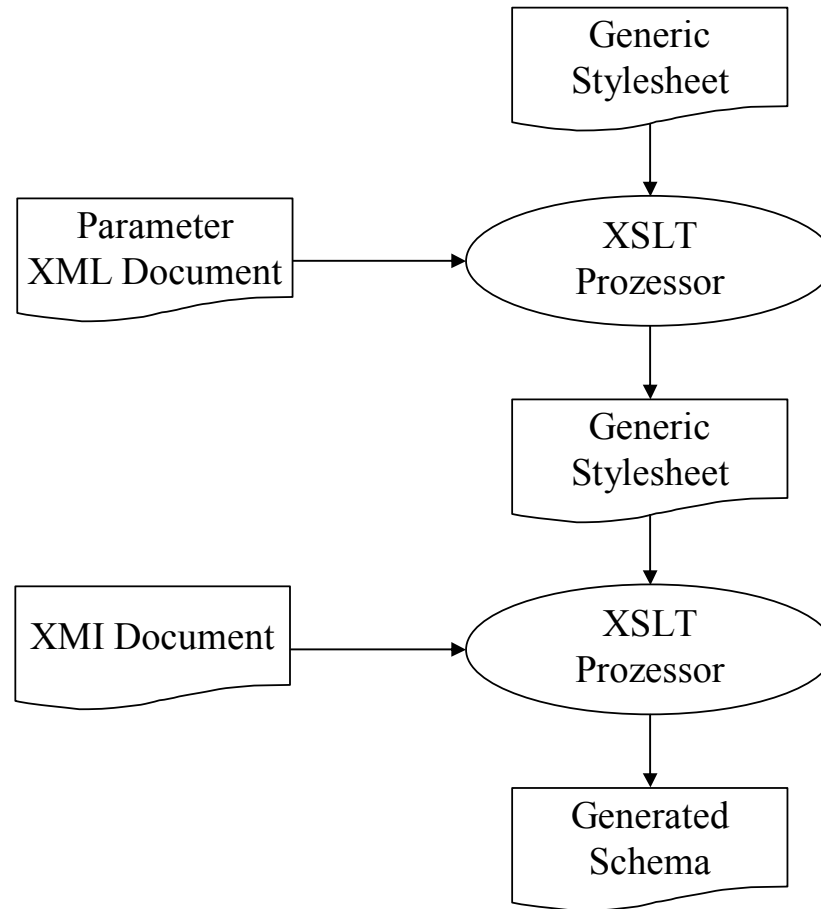 Generic
Stylesheet
Parameter
XML Document
XSLT
Prozessor
Generic
Stylesheet
XMI Document
XSLT
Prozessor
Generated
Schema